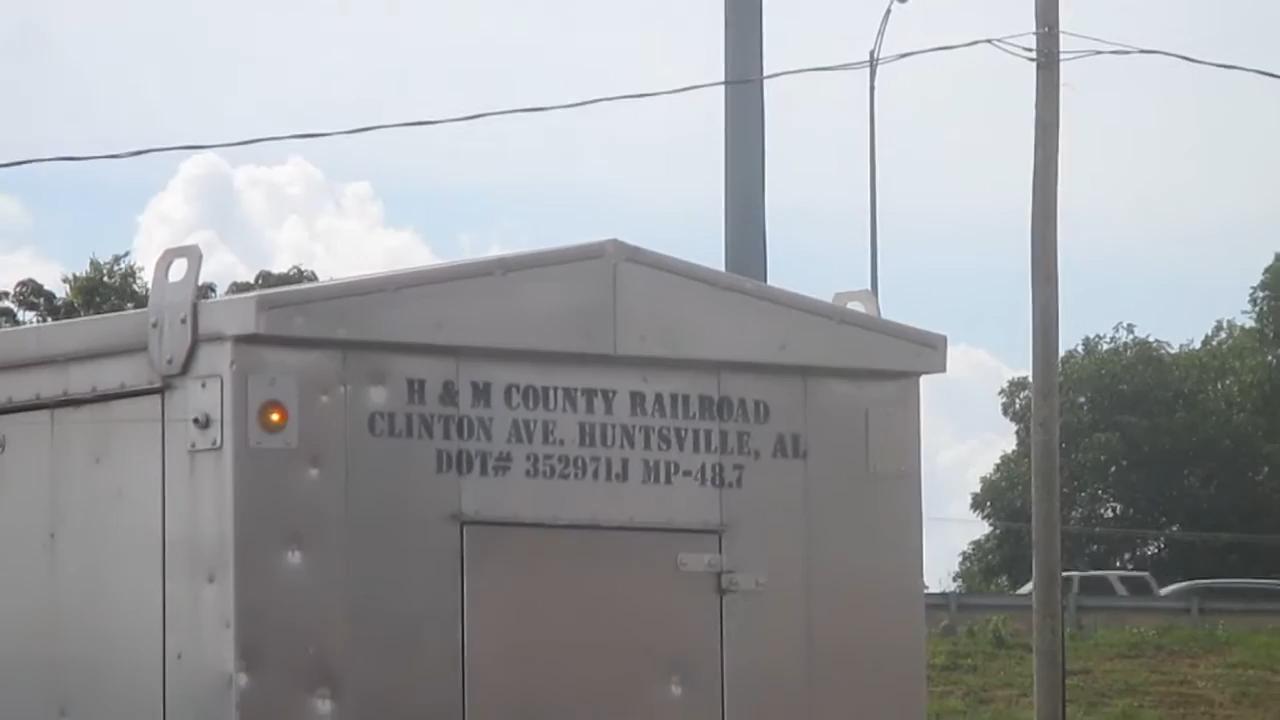 H & M COUNTY RAILROAD
CLINTON AVE. HUNTSVILLE, AL
DOT# 352971J MP-48.7